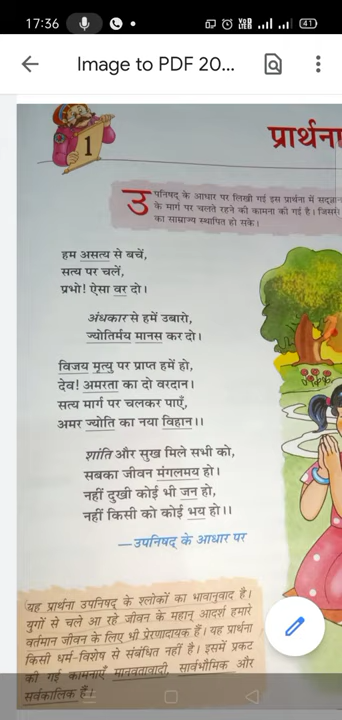 17:36
41
Image to PDF 20...
1
प्रार्थना
उपनिषद् के आधार पर लिखी गई इस प्रार्थना में सद्ज्ञान
के मार्ग पर चलते रहने की कामना की गई है। जिससे
का साम्राज्य स्थापित हो सके।
हम असत्य से बचें,
सत्य पर चलें,
प्रभो! ऐसा वर दो।
अंधकार से हमें उबारो,
ज्योतिर्मय मानस कर दो।
विजय मृत्यु पर प्राप्त हमें हो,
देव! अमरता का दो वरदान।
सत्य मार्ग पर चलकर पाएँ,
अमर ज्योति का नया विहान।।
शांति और सुख मिले सभी को,
सबका जीवन मंगलमय हो।
नहीं दुखी कोई भी जन हो,
नहीं किसी को कोई भय हो।।
—उपनिषद् के आधार पर
(यह प्रार्थना उपनिषद् के श्लोकों का भावानुवाद है।
युगों से चले आ रहे जीवन के महान् आदर्श हमारे
वर्तमान जीवन के लिए भी प्रेरणादायक हैं। यह प्रार्थना
किसी धर्म-विशेष से संबंधित नहीं है। इसमें प्रकट
की गई कामनाएँ मानवतावादी, सार्वभौमिक और
सर्वकालिक हैं।